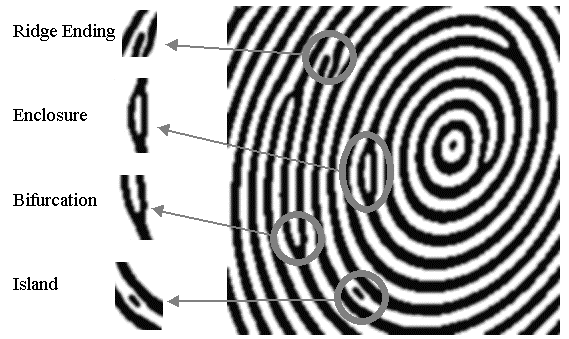 Ridge Ending
Enclosure
Bifurcation
Island